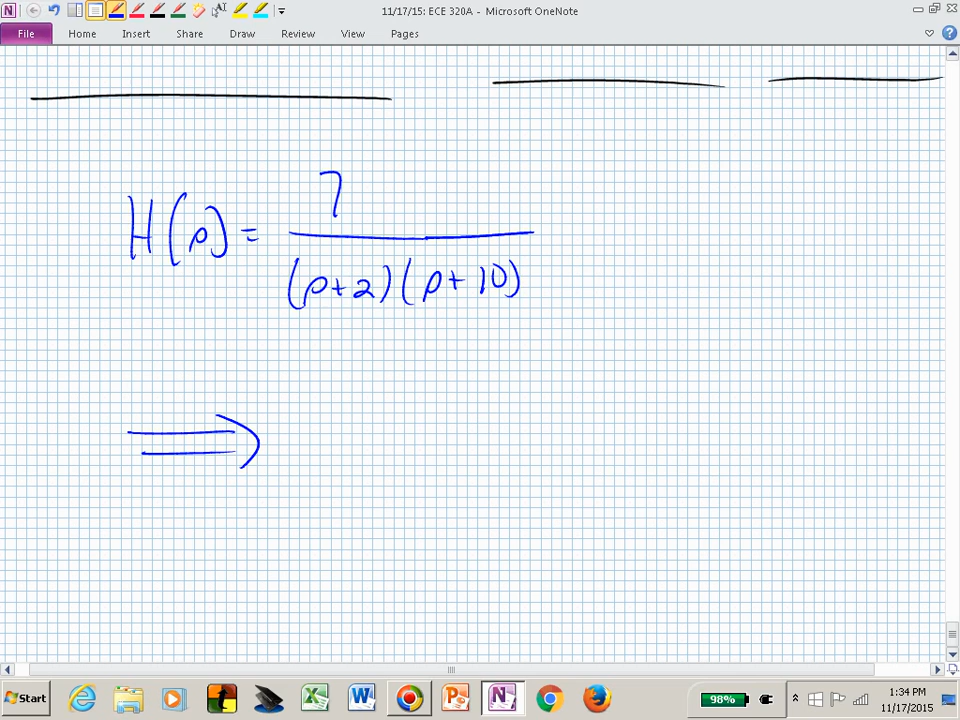 11/17/15: ECE 320A - Microsoft OneNote
File Home Insert Share Draw Review View Pages
7
H(p) =
(p+2)(p+10)
⇒
Start 98% 1:34 PM
11/17/2015